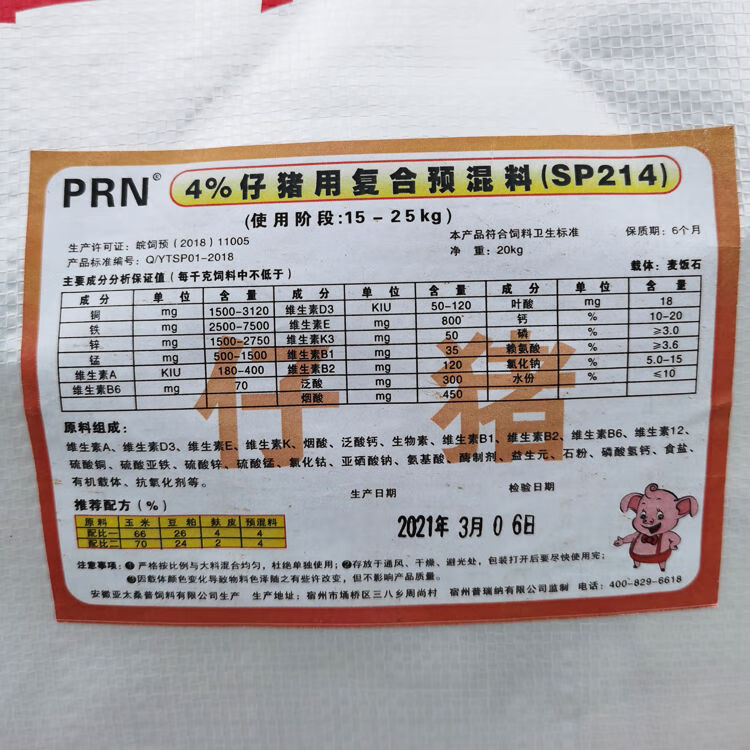 PRN® 4%仔猪用复合预混料(SP214)
(使用阶段:15-25kg)
生产许可证:皖饲预(2018)11005 本产品符合饲料卫生标准 保质期:6个月
产品标准编号:Q/YTSP01-2018 净 重:20kg
主要成分分析保证值(每千克饲料中不低于) 载体:麦饭石
成分 单位 含量 成分 单位 含量 成分 单位 含量
铜 mg 1500-3120 维生素D3 KIU 50-120 叶酸 mg 18
铁 mg 2500-7500 维生素E mg 800 钙 % 10-20
锌 mg 1500-2750 维生素K3 mg 50 磷 % ≥3.0
锰 mg 500-1500 维生素B1 mg 35 赖氨酸 % ≥3.6
维生素A KIU 180-400 维生素B2 mg 120 氯化钠 % 5.0-15
维生素B6 mg 70 泛酸 mg 300 水份 % ≤10
烟酸 mg 450
仔猪
原料组成:
维生素A、维生素D3、维生素E、维生素K、烟酸、泛酸钙、生物素、维生素B1、维生素B2、维生素B6、维生素12、
硫酸铜、硫酸亚铁、硫酸锌、硫酸锰、氯化钴、亚硒酸钠、氨基酸、酶制剂、益生元、石粉、磷酸氢钙、食盐、
有机载体、抗氧化剂等。
生产日期 检验日期
2021年3月06日
推荐配方(%)
原料 玉米 豆粕 麸皮 预混料
配比一 66 26 4 4
配比二 70 24 2 4
注意事项:❶严格按比例与大料混合均匀,杜绝单独使用;❷存放于通风、干燥、避光处,包装打开后要尽快使用完;
❸因载体颜色变化导致物料色泽随之有些许改变,但不影响产品质量。
安徽亚太桑普饲料有限公司生产 生产地址:宿州市埇桥区三八乡周尚村 宿州普瑞纳有限公司监制 电话:400-829-6618